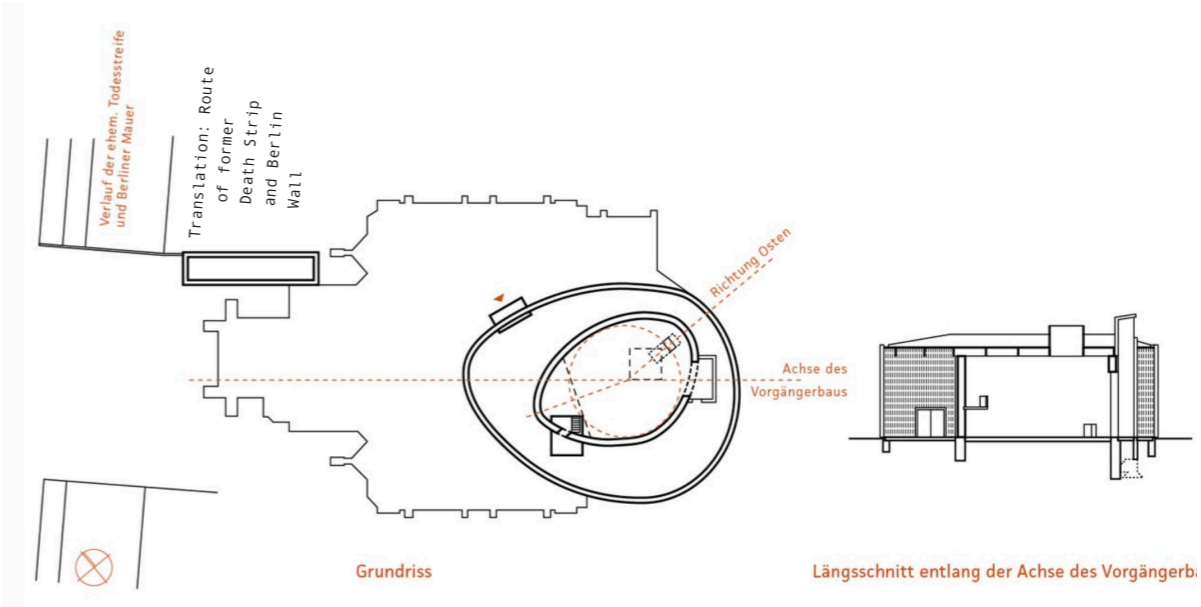 Verlauf der ehem. Todesstreife
und Berliner Mauer
Translation: Route
of former
Death Strip
and Berlin
Wall
Richtung Osten
Achse des
Vorgängerbaus
Grundriss
Längsschnitt entlang der Achse des Vorgängerba